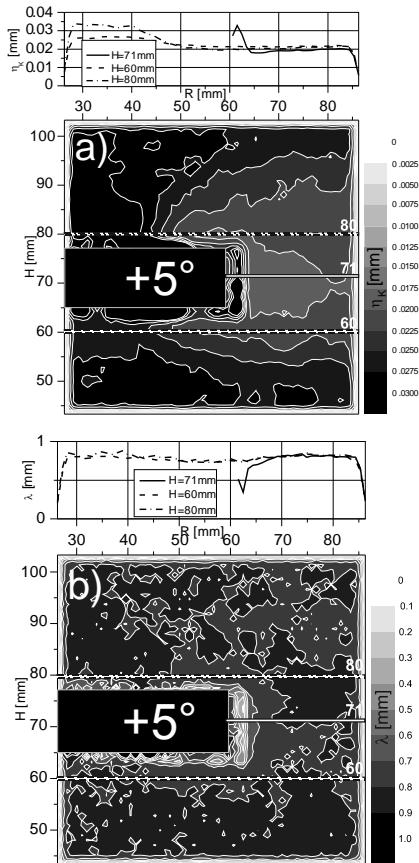 0.04
0.03
0.02
0.01
0
ηK [mm]
H=71mm
H=60mm
H=80mm
30 40 50 60 70 80
R [mm]
a)
100
90
80
70
60
50
H [mm]
+5°
80
71
60
0
0.0025
0.0050
0.0075
0.0100
0.0125
0.0150
0.0175
0.0200
0.0225
0.0250
0.0275
0.0300
ηK [mm]
1
0
λ [mm]
H=71mm
H=60mm
H=80mm
30 40 50 60 70 80
R [mm]
b)
100
90
80
70
60
50
H [mm]
+5°
80
71
60
0
0.1
0.2
0.3
0.4
0.5
0.6
0.7
0.8
0.9
1.0
λ [mm]